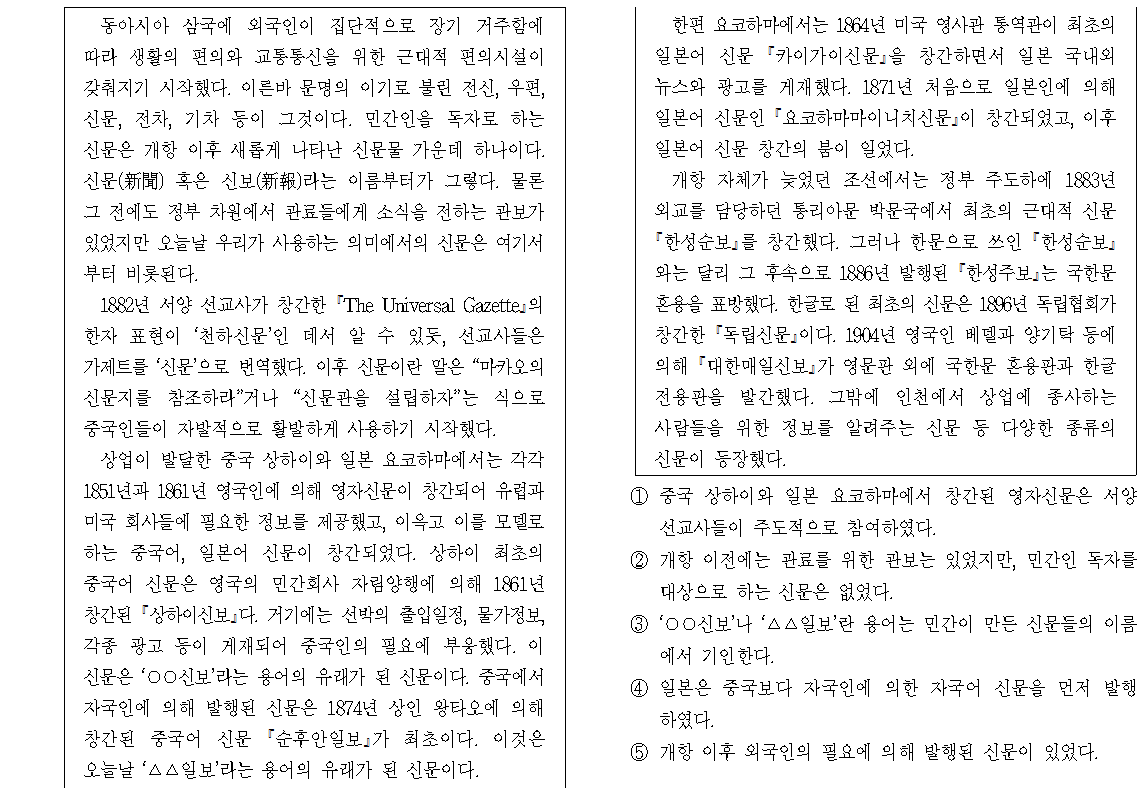 동아시아 삼국에 외국인이 집단적으로 장기 거주함에
따라 생활의 편의와 교통통신을 위한 근대적 편의시설이
갖춰지기 시작했다. 이른바 문명의 이기로 불린 전신, 우편,
신문, 전차, 기차 등이 그것이다. 민간인을 독자로 하는
신문은 개항 이후 새롭게 나타난 신문물 가운데 하나이다.
신문(新聞) 혹은 신보(新報)라는 이름부터가 그렇다. 물론
그 전에도 정부 차원에서 관료들에게 소식을 전하는 관보가
있었지만 오늘날 우리가 사용하는 의미에서의 신문은 여기서
부터 비롯된다.
1882년 서양 선교사가 창간한 『The Universal Gazette』의
한자 표현이 ‘천하신문’인 데서 알 수 있듯, 선교사들은
가제트를 ‘신문’으로 번역했다. 이후 신문이란 말은 “마카오의
신문지를 참조하라”거나 “신문관을 설립하자”는 식으로
중국인들이 자발적으로 활발하게 사용하기 시작했다.
상업이 발달한 중국 상하이와 일본 요코하마에서는 각각
1851년과 1861년 영국인에 의해 영자신문이 창간되어 유럽과
미국 회사들에 필요한 정보를 제공했고, 이윽고 이를 모델로
하는 중국어, 일본어 신문이 창간되었다. 상하이 최초의
중국어 신문은 영국의 민간회사 자림양행에 의해 1861년
창간된 『상하이신보』다. 거기에는 선박의 출입일정, 물가정보,
각종 광고 등이 게재되어 중국인의 필요에 부응했다. 이
신문은 ‘○○신보’라는 용어의 유래가 된 신문이다. 중국에서
자국인에 의해 발행된 신문은 1874년 상인 왕타오에 의해
창간된 중국어 신문 『순후안일보』가 최초이다. 이것은
오늘날 ‘△△일보’라는 용어의 유래가 된 신문이다.
한편 요코하마에서는 1864년 미국 영사관 통역관이 최초의
일본어 신문 『카이가이신문』을 창간하면서 일본 국내외
뉴스와 광고를 게재했다. 1871년 처음으로 일본인에 의해
일본어 신문인 『요코하마마이니치신문』이 창간되었고, 이후
일본어 신문 창간의 붐이 일었다.
개항 자체가 늦었던 조선에서는 정부 주도하에 1883년
외교를 담당하던 통리아문 박문국에서 최초의 근대적 신문
『한성순보』를 창간했다. 그러나 한문으로 쓰인 『한성순보』
와는 달리 그 후속으로 1886년 발행된 『한성주보』는 국한문
혼용을 표방했다. 한글로 된 최초의 신문은 1896년 독립협회가
창간한 『독립신문』이다. 1904년 영국인 베델과 양기탁 등에
의해 『대한매일신보』가 영문판 외에 국한문 혼용판과 한글
전용판을 발간했다. 그밖에 인천에서 상업에 종사하는
사람들을 위한 정보를 알려주는 신문 등 다양한 종류의
신문이 등장했다.
① 중국 상하이와 일본 요코하마에서 창간된 영자신문은 서양
선교사들이 주도적으로 참여하였다.
② 개항 이전에는 관료를 위한 관보는 있었지만, 민간인 독자를
대상으로 하는 신문은 없었다.
③ ‘○○신보’나 ‘△△일보’란 용어는 민간이 만든 신문들의 이름
에서 기인한다.
④ 일본은 중국보다 자국인에 의한 자국어 신문을 먼저 발행
하였다.
⑤ 개항 이후 외국인의 필요에 의해 발행된 신문이 있었다.